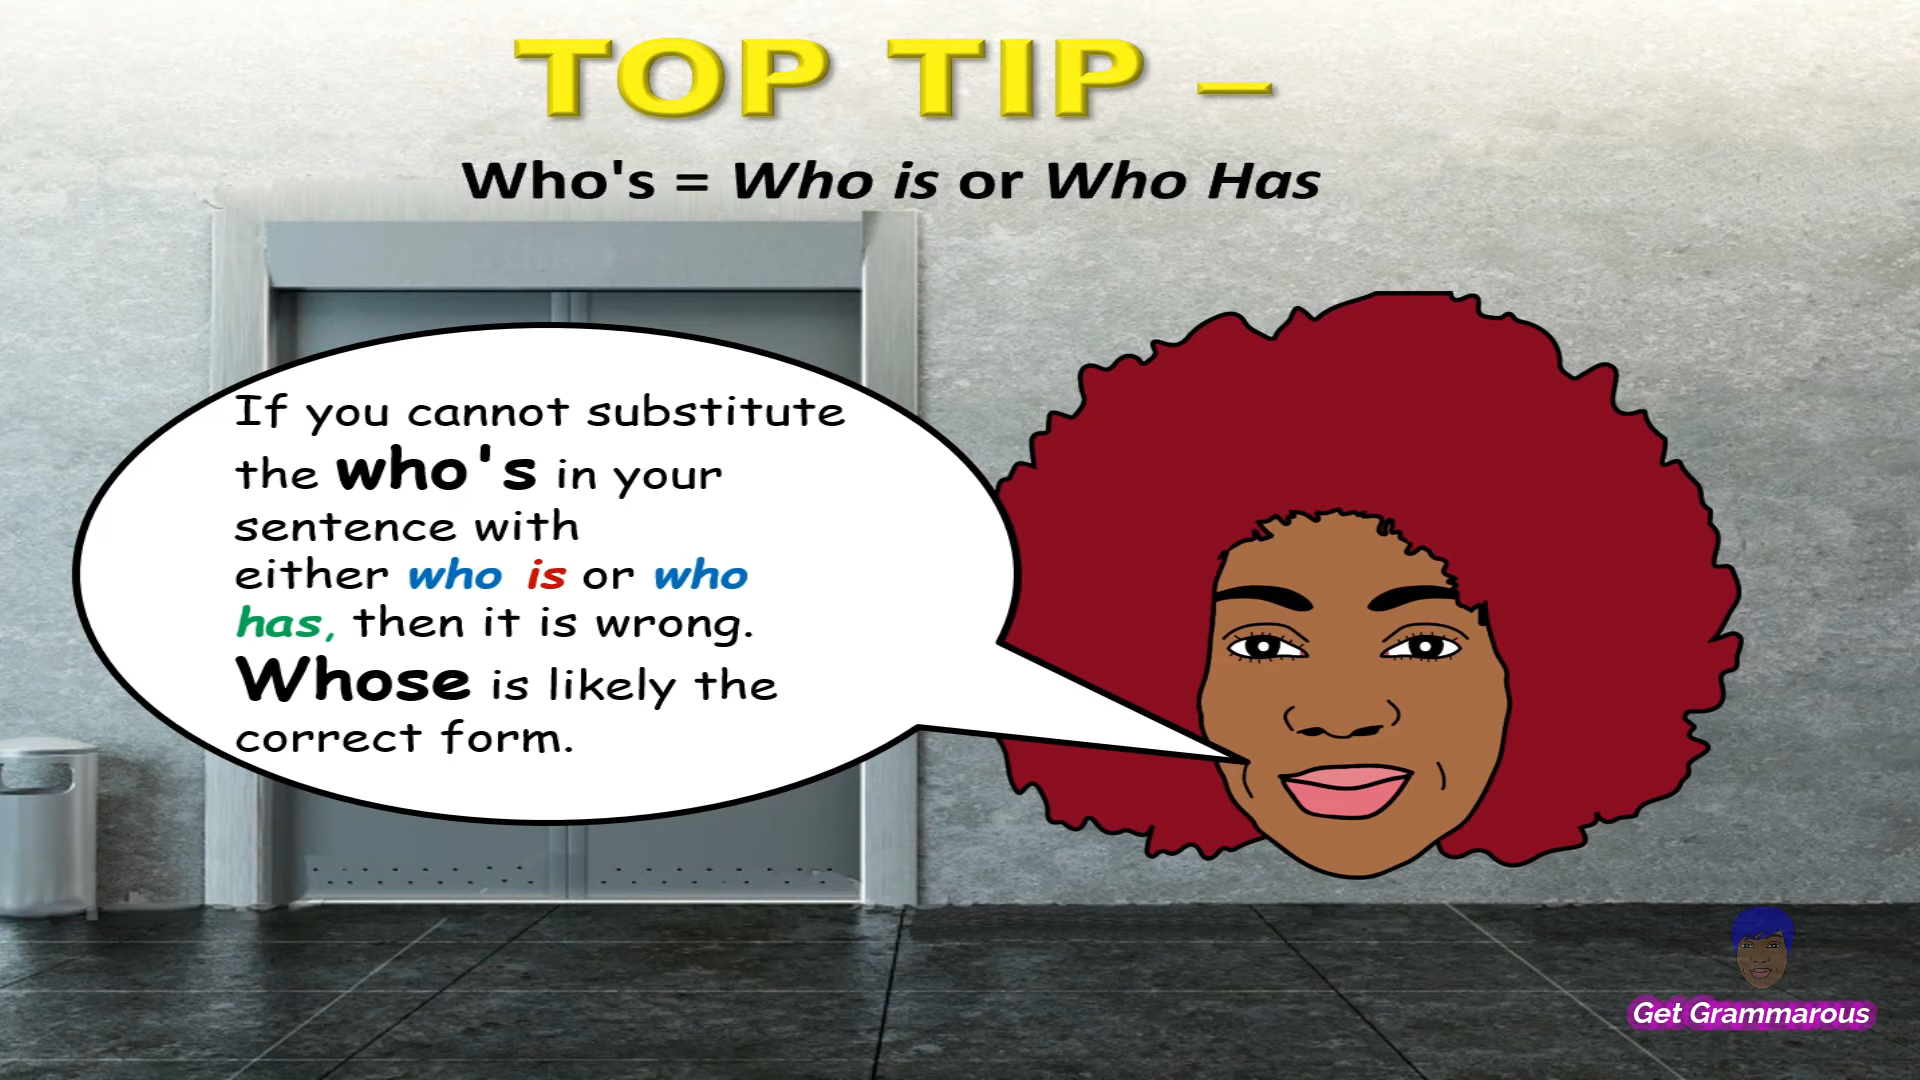 TOP TIP –
Who's = Who is or Who Has
If you cannot substitute
the who's in your
sentence with
either who is or who
has, then it is wrong.
Whose is likely the
correct form.
Get Grammarous